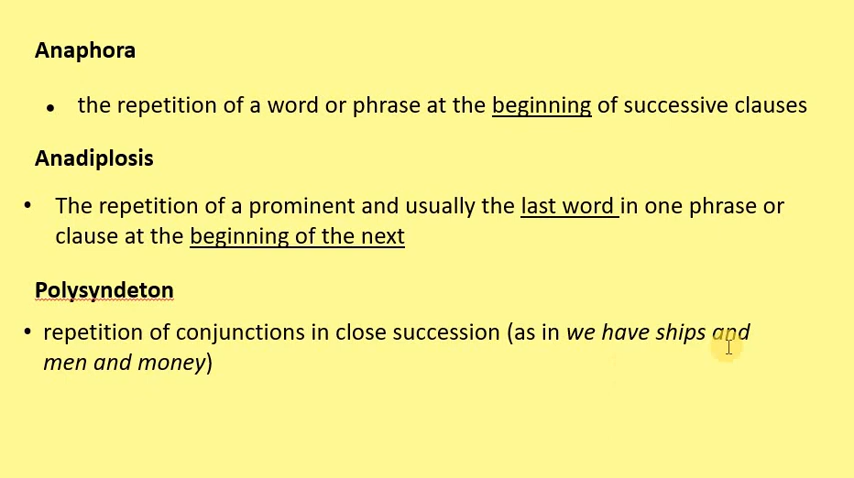 Anaphora
• the repetition of a word or phrase at the beginning of successive clauses
Anadiplosis
• The repetition of a prominent and usually the last word in one phrase or
clause at the beginning of the next
Polysyndeton
• repetition of conjunctions in close succession (as in we have ships and
men and money)